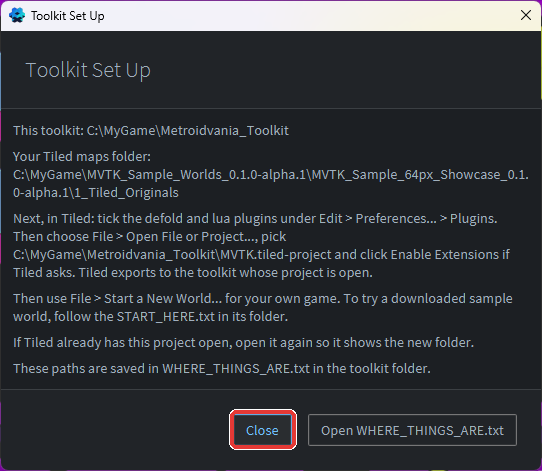 Toolkit Set Up
Toolkit Set Up
This toolkit: C:\MyGame\Metroidvania_Toolkit
Your Tiled maps folder:
C:\MyGame\MVTK_Sample_Worlds_0.1.0-alpha.1\MVTK_Sample_64px_Showcase_0.1.
0-alpha.1\1_Tiled_Originals
Next, in Tiled: tick the defold and lua plugins under Edit > Preferences... > Plugins.
Then choose File > Open File or Project..., pick
C:\MyGame\Metroidvania_Toolkit\MVTK.tiled-project and click Enable Extensions if
Tiled asks. Tiled exports to the toolkit whose project is open.
Then use File > Start a New World... for your own game. To try a downloaded sample
world, follow the START_HERE.txt in its folder.
If Tiled already has this project open, open it again so it shows the new folder.
These paths are saved in WHERE_THINGS_ARE.txt in the toolkit folder.
Close
Open WHERE_THINGS_ARE.txt